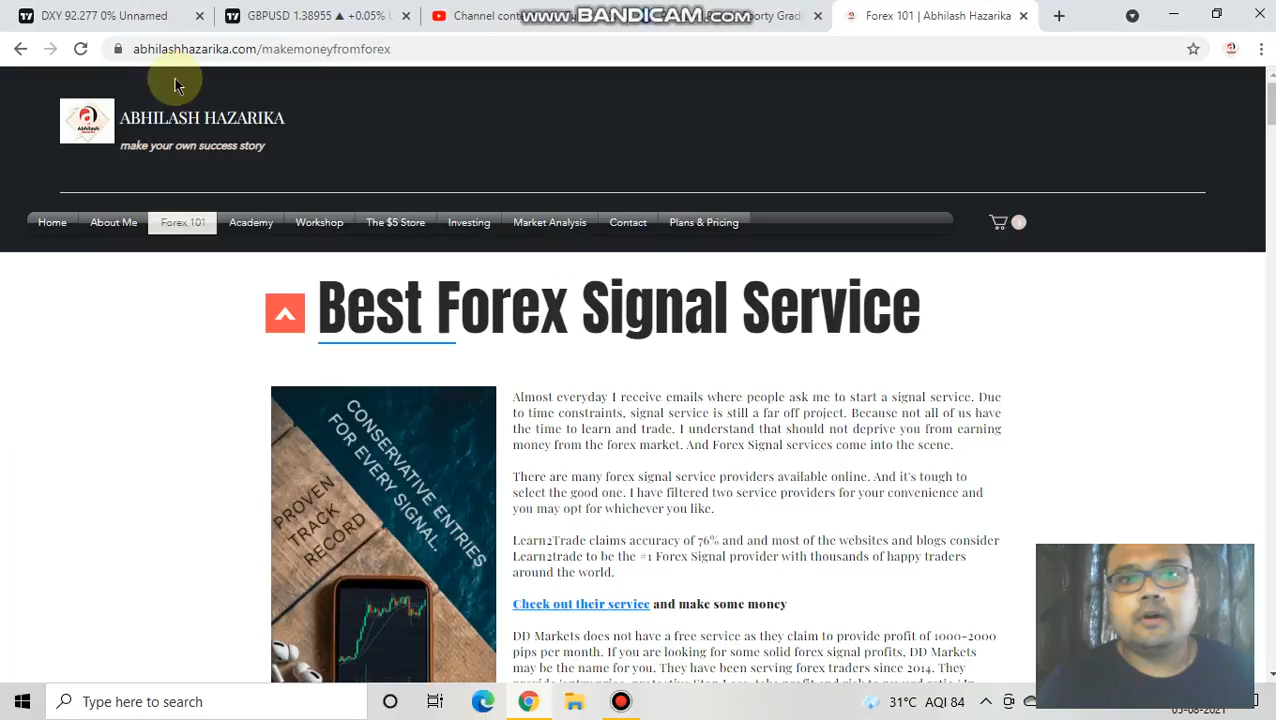 DXY 92.277 0% Unnamed
GBPUSD 1.38955 ▲ +0.05%
Channel cont
www.BANDICAM.com
Forex 101 | Abhilash Hazarika
abhilashhazarika.com/makemoneyfromforex
ABHILASH HAZARIKA
make your own success story
Home
About Me
Forex 101
Academy
Workshop
The $5 Store
Investing
Market Analysis
Contact
Plans & Pricing
Best Forex Signal Service
CONSERVATIVE ENTRIES
FOR EVERY SIGNAL.
PROVEN
TRACK
RECORD
Almost everyday I receive emails where people ask me to start a signal service. Due
to time constraints, signal service is still a far off project. Because not all of us have
the time to learn and trade. I understand that should not deprive you from earning
money from the forex market. And Forex Signal services come into the scene.
There are many forex signal service providers available online. And it's tough to
select the good one. I have filtered two service providers for your convenience and
you may opt for whichever you like.
Learn2Trade claims accuracy of 76% and and most of the websites and blogs consider
Learn2trade to be the #1 Forex Signal provider with thousands of happy traders
around the world.
Check out their service and make some money
DD Markets does not have a free service as they claim to provide profit of 1000-2000
pips per month. If you are looking for some solid forex signal profits, DD Markets
may be the name for you. They have been serving forex traders since 2014. They
Type here to search
31°C AQI 84